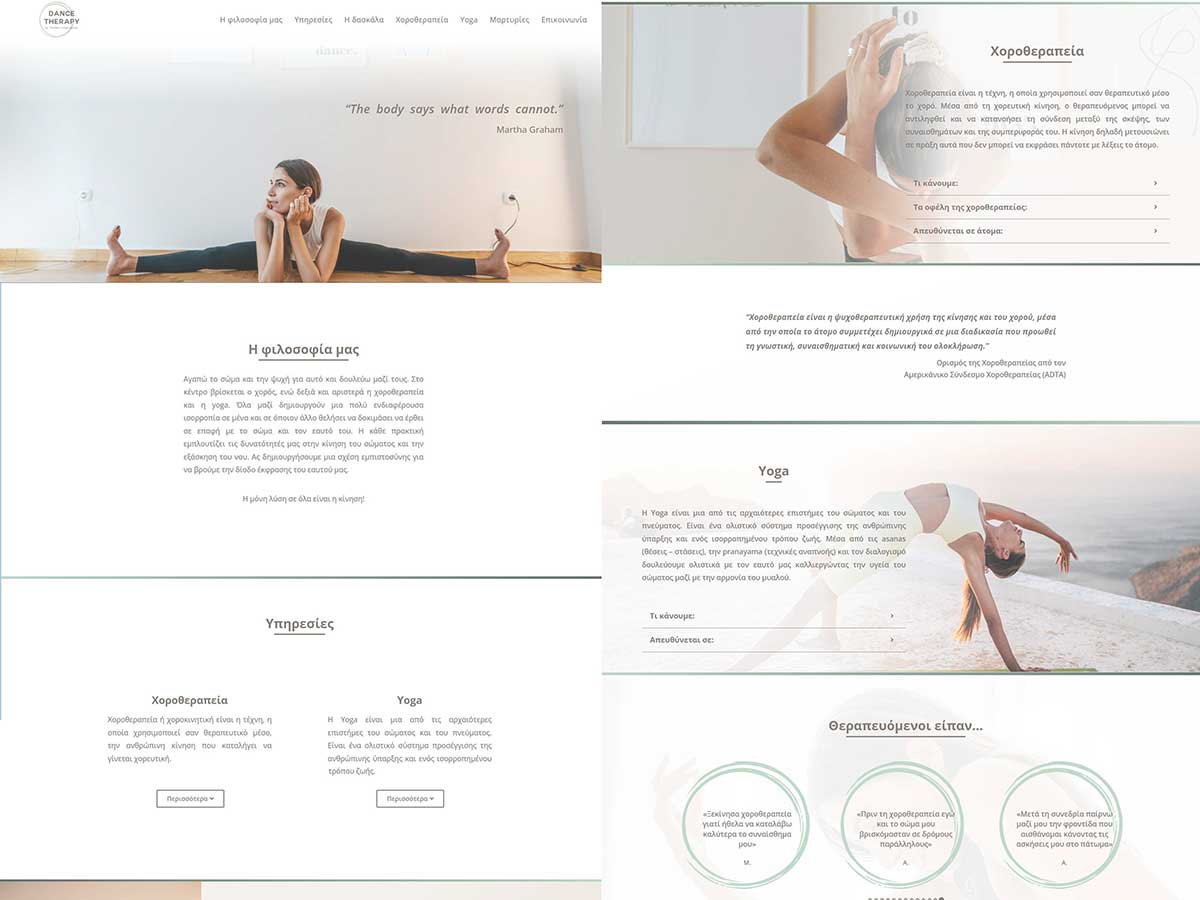 DANCE
THERAPY
Η φιλοσοφία μας Υπηρεσίες Η δασκάλα Χοροθεραπεία Yoga Μαρτυρίες Επικοινωνία
dance.
“The body says what words cannot.“
Martha Graham
Η φιλοσοφία μας
Αγαπώ το σώμα και την ψυχή για αυτό και δουλεύω μαζί τους. Στο
κέντρο βρίσκεται ο χορός, ενώ δεξιά και αριστερά η χοροθεραπεία
και η yoga. Όλα μαζί δημιουργούν μια πολύ ενδιαφέρουσα
ισορροπία σε μένα και σε όποιον άλλο θελήσει να δοκιμάσει να έρθει
σε επαφή με το σώμα και τον εαυτό του. Η κάθε πρακτική
εμπλουτίζει τις δυνατότητές μας στην κίνηση του σώματος και την
εξάσκηση του νου. Ας δημιουργήσουμε μια σχέση εμπιστοσύνης για
να βρούμε την δίοδο έκφρασης του εαυτού μας.
Η μόνη λύση σε όλα είναι η κίνηση!
Υπηρεσίες
Χοροθεραπεία
Χοροθεραπεία ή χοροκινητική είναι η τέχνη, η
οποία χρησιμοποιεί σαν θεραπευτικό μέσο,
την ανθρώπινη κίνηση που καταλήγει να
γίνεται χορευτική.
Περισσότερα
Yoga
Η Yoga είναι μια από τις αρχαιότερες
επιστήμες του σώματος και του πνεύματος.
Είναι ένα ολιστικό σύστημα προσέγγισης της
ανθρώπινης ύπαρξης και ενός ισορροπημένου
τρόπου ζωής.
Περισσότερα
Χοροθεραπεία
Χοροθεραπεία είναι η τέχνη, η οποία χρησιμοποιεί σαν θεραπευτικό μέσο
το χορό. Μέσα από τη χορευτική κίνηση, ο θεραπευόμενος μπορεί να
αντιληφθεί και να κατανοήσει τη σύνδεση μεταξύ της σκέψης, των
συναισθημάτων και της συμπεριφοράς του. Η κίνηση δηλαδή μετουσιώνει
σε πράξη αυτά που δεν μπορεί να εκφράσει πάντοτε με λέξεις το άτομο.
Τι κάνουμε:
Τα οφέλη της χοροθεραπείας:
Απευθύνεται σε άτομα:
“Χοροθεραπεία είναι η ψυχοθεραπευτική χρήση της κίνησης και του χορού, μέσα
από την οποία το άτομο συμμετέχει δημιουργικά σε μια διαδικασία που προωθεί
τη γνωστική, συναισθηματική και κοινωνική του ολοκλήρωση.”
Ορισμός της Χοροθεραπείας από τον
Αμερικάνικο Σύνδεσμο Χοροθεραπείας (ADTA)
Yoga
Η Yoga είναι μια από τις αρχαιότερες επιστήμες του σώματος και του
πνεύματος. Είναι ένα ολιστικό σύστημα προσέγγισης της ανθρώπινης
ύπαρξης και ενός ισορροπημένου τρόπου ζωής. Μέσα από τις asanas
(θέσεις – στάσεις), την pranayama (τεχνικές αναπνοής) και τον διαλογισμό
δουλεύουμε ολιστικά με τον εαυτό μας καλλιεργώντας την υγεία του
σώματος μαζί με την αρμονία του μυαλού.
Τι κάνουμε:
Απευθύνεται σε:
Θεραπευόμενοι είπαν...
«Ξεκίνησα χοροθεραπεία
γιατί ήθελα να καταλάβω
καλύτερα το συναίσθημα
μου»
Μ.
«Πριν τη χοροθεραπεία εγώ
και το σώμα μου
βρισκόμασταν σε δρόμους
παράλληλους»
Α.
«Μετά τη συνεδρία παίρνω
μαζί μου την φροντίδα που
αισθάνομαι κάνοντας τις
ασκήσεις μου στο πάτωμα»
Α.